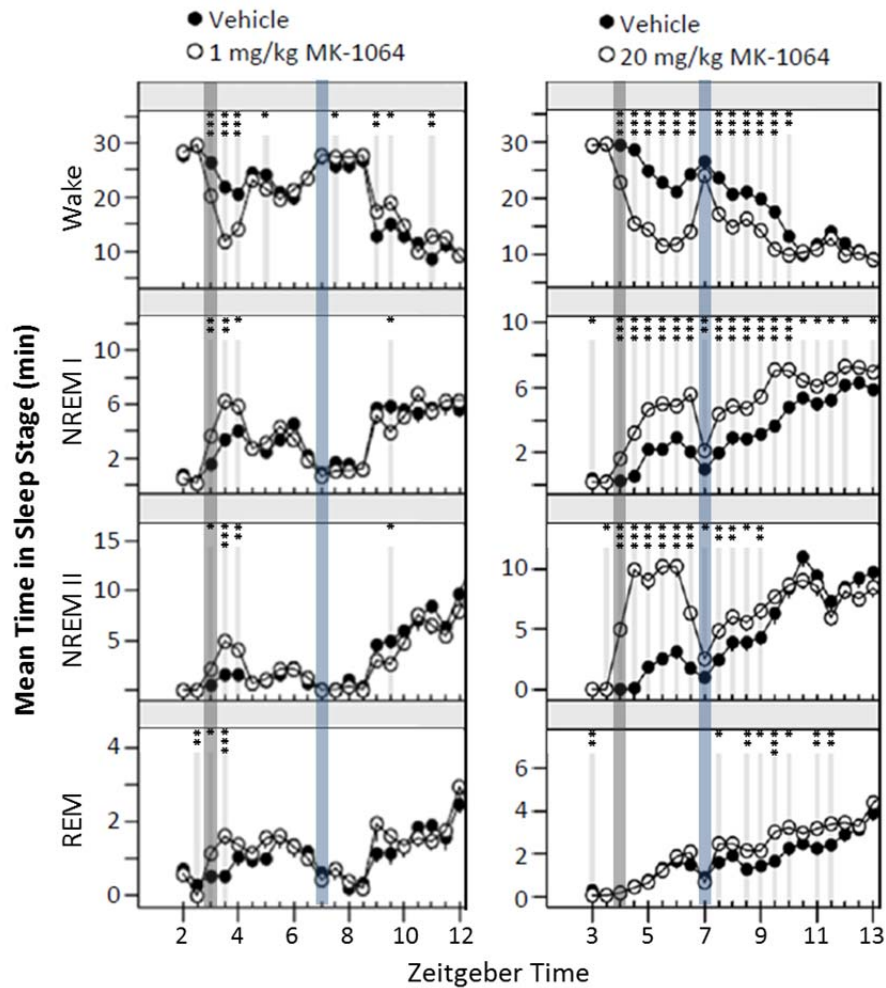 Vehicle
1 mg/kg MK-1064
Vehicle
20 mg/kg MK-1064
Mean Time in Sleep Stage (min)
Wake
30
20
10
30
20
10
NREM I
10
6
2
10
6
2
NREM II
15
10
5
10
5
0
REM
4
2
0
6
4
2
0
2 4 6 8 10 12
3 5 7 9 11 13
Zeitgeber Time